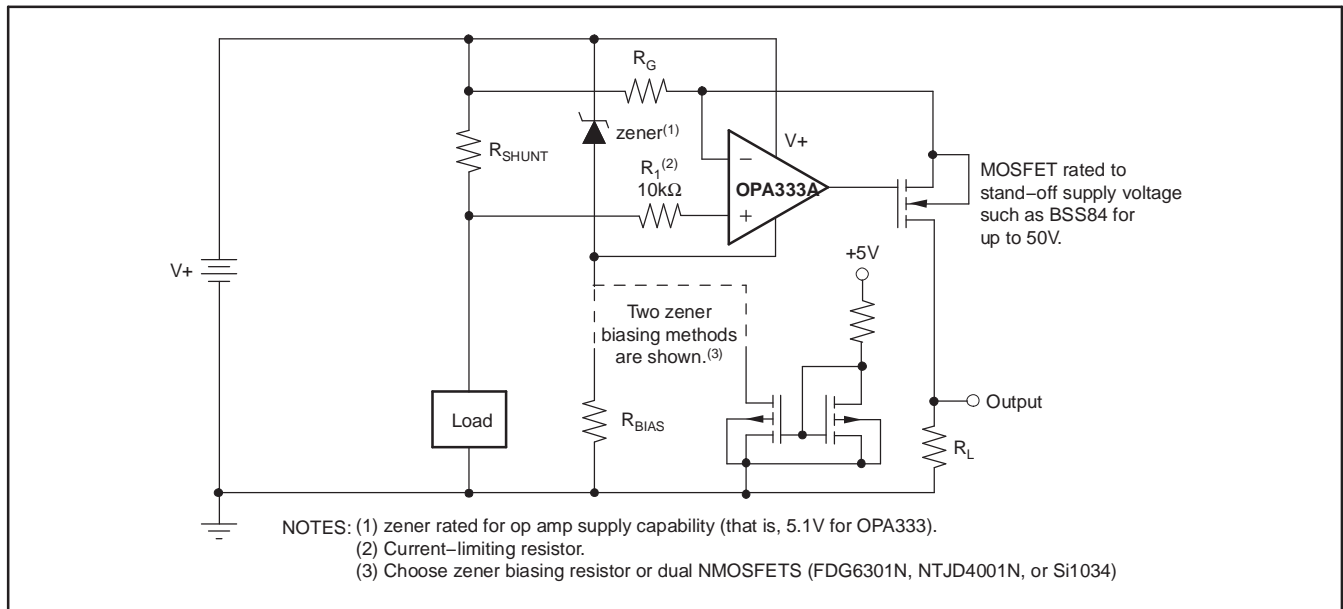 R_G
zener(1)
V+
R_SHUNT
R_1(2)
10kΩ
−
OPA333A
+
MOSFET rated to
stand−off supply voltage
such as BSS84 for
up to 50V.
V+
+5V
Two zener
biasing methods
are shown.(3)
Load
R_BIAS
Output
R_L
NOTES: (1) zener rated for op amp supply capability (that is, 5.1V for OPA333).
(2) Current−limiting resistor.
(3) Choose zener biasing resistor or dual NMOSFETS (FDG6301N, NTJD4001N, or Si1034)